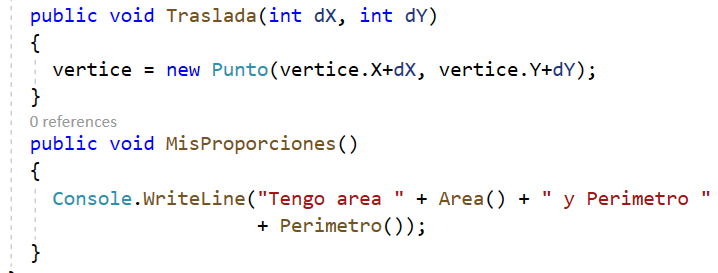 public void Traslada(int dX, int dY)
{
vertice = new Punto(vertice.X+dX, vertice.Y+dY);
}
0 references
public void MisProporciones()
{
Console.WriteLine("Tengo area " + Area() + " y Perimetro "
+ Perimetro());
}